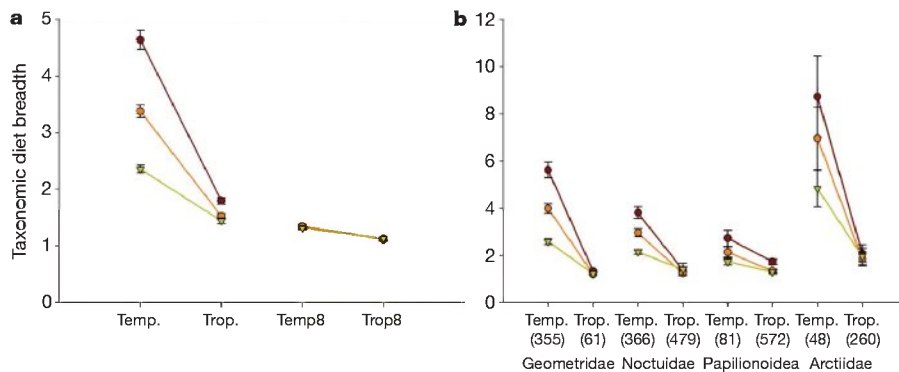 a
5
4
3
2
1
0
Taxonomic diet breadth
Temp. Trop. Temp8 Trop8
b
12
10
8
6
4
2
0
Temp. Trop. Temp. Trop. Temp. Trop. Temp. Trop.
(355) (61) (366) (479) (81) (572) (48) (260)
Geometridae Noctuidae Papilionoidea Arctiidae